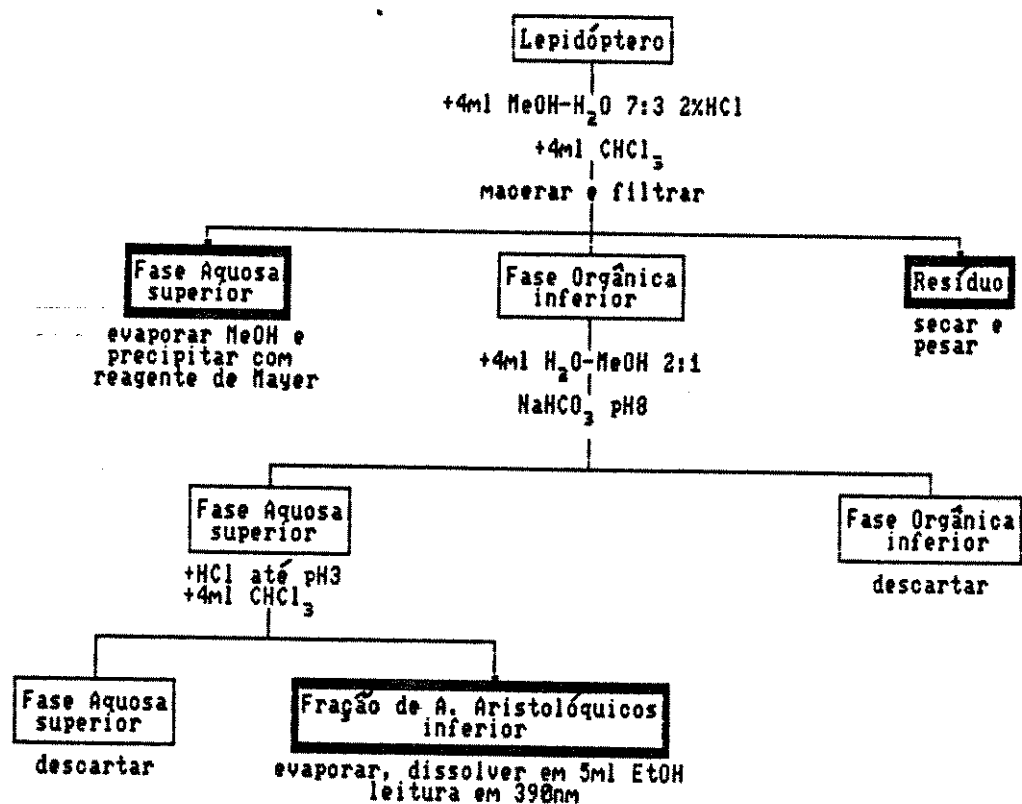 Lepidóptero
+4ml MeOH-H₂O 7:3 2%HCl
+4ml CHCl₃
macerar e filtrar
Fase Aquosa
superior
evaporar MeOH e
precipitar com
reagente de Mayer
Fase Orgânica
inferior
+4ml H₂O-MeOH 2:1
NaHCO₃ pH8
Resíduo
secar e
pesar
Fase Aquosa
superior
+HCl até pH3
+4ml CHCl₃
Fase Orgânica
inferior
descartar
Fase Aquosa
superior
descartar
Fração de A. Aristolóquicos
inferior
evaporar, dissolver em 5ml EtOH
leitura em 390nm